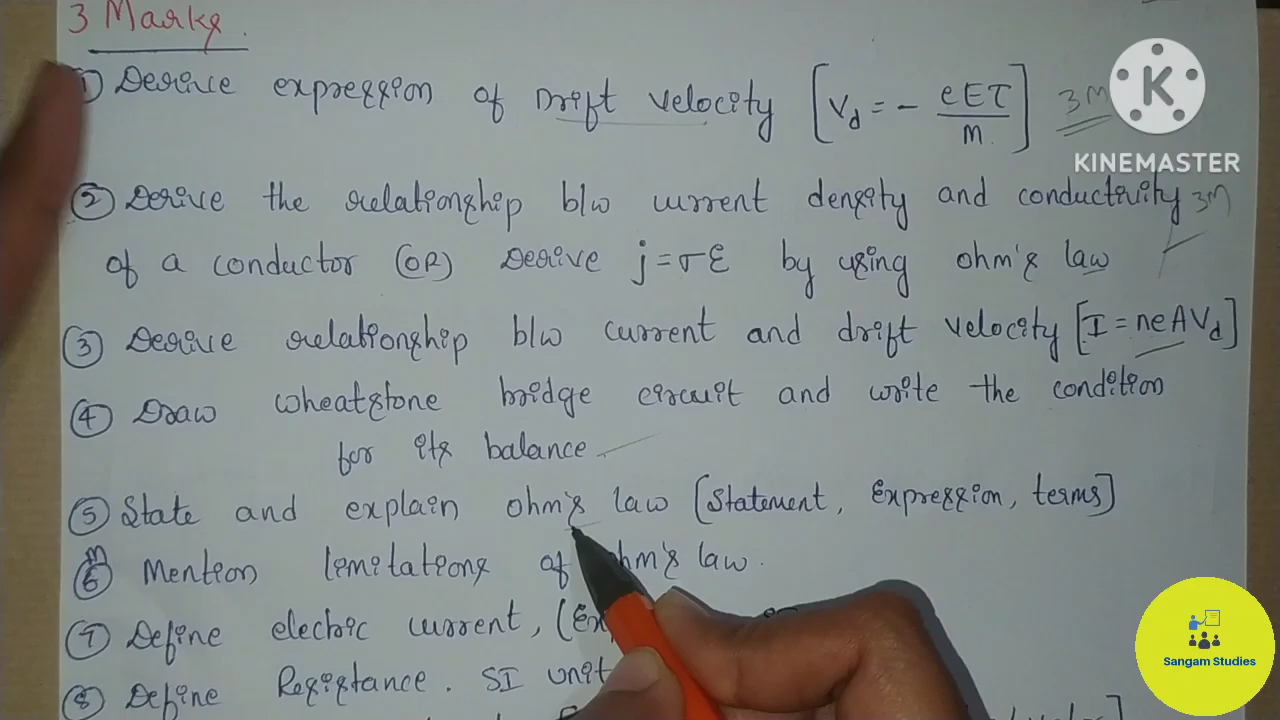 3 Marks.
① Derive expression of Drift velocity [Vd = - eEτ/m] 3M
② Derive the relationship b/w current density and conductivity 3M
of a conductor (OR) Derive j = σE by using ohm's law
③ Derive relationship b/w current and drift velocity [I = neAVd]
④ Draw wheatstone bridge circuit and write the condition
for its balance.
⑤ State and explain ohm's law [Statement, Expression, terms]
⑥ Mention limitations of ohm's law.
⑦ Define electric current,
⑧ Define Resistance. SI unit
K
KINEMASTER
Sangam Studies